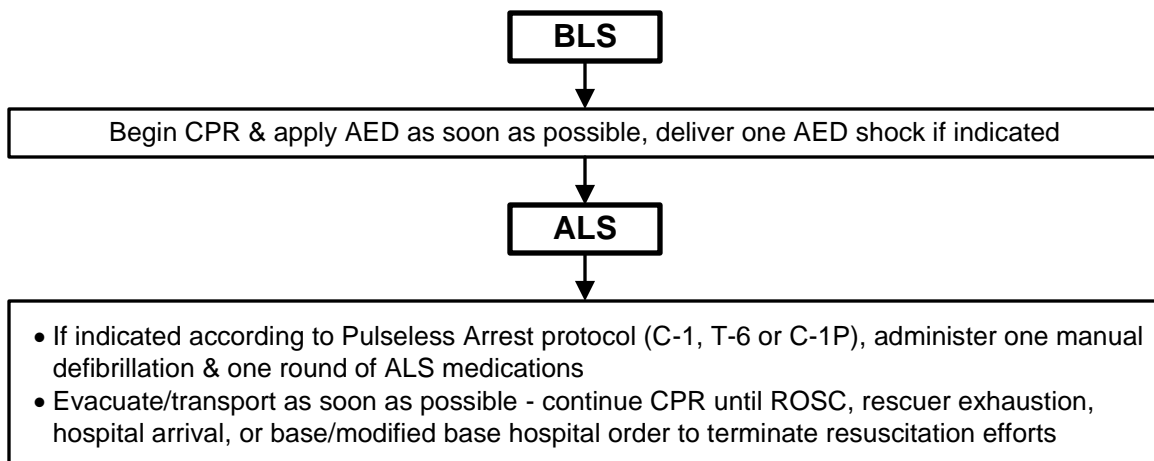 BLS
Begin CPR & apply AED as soon as possible, deliver one AED shock if indicated
ALS
• If indicated according to Pulseless Arrest protocol (C-1, T-6 or C-1P), administer one manual
defibrillation & one round of ALS medications
• Evacuate/transport as soon as possible - continue CPR until ROSC, rescuer exhaustion,
hospital arrival, or base/modified base hospital order to terminate resuscitation efforts